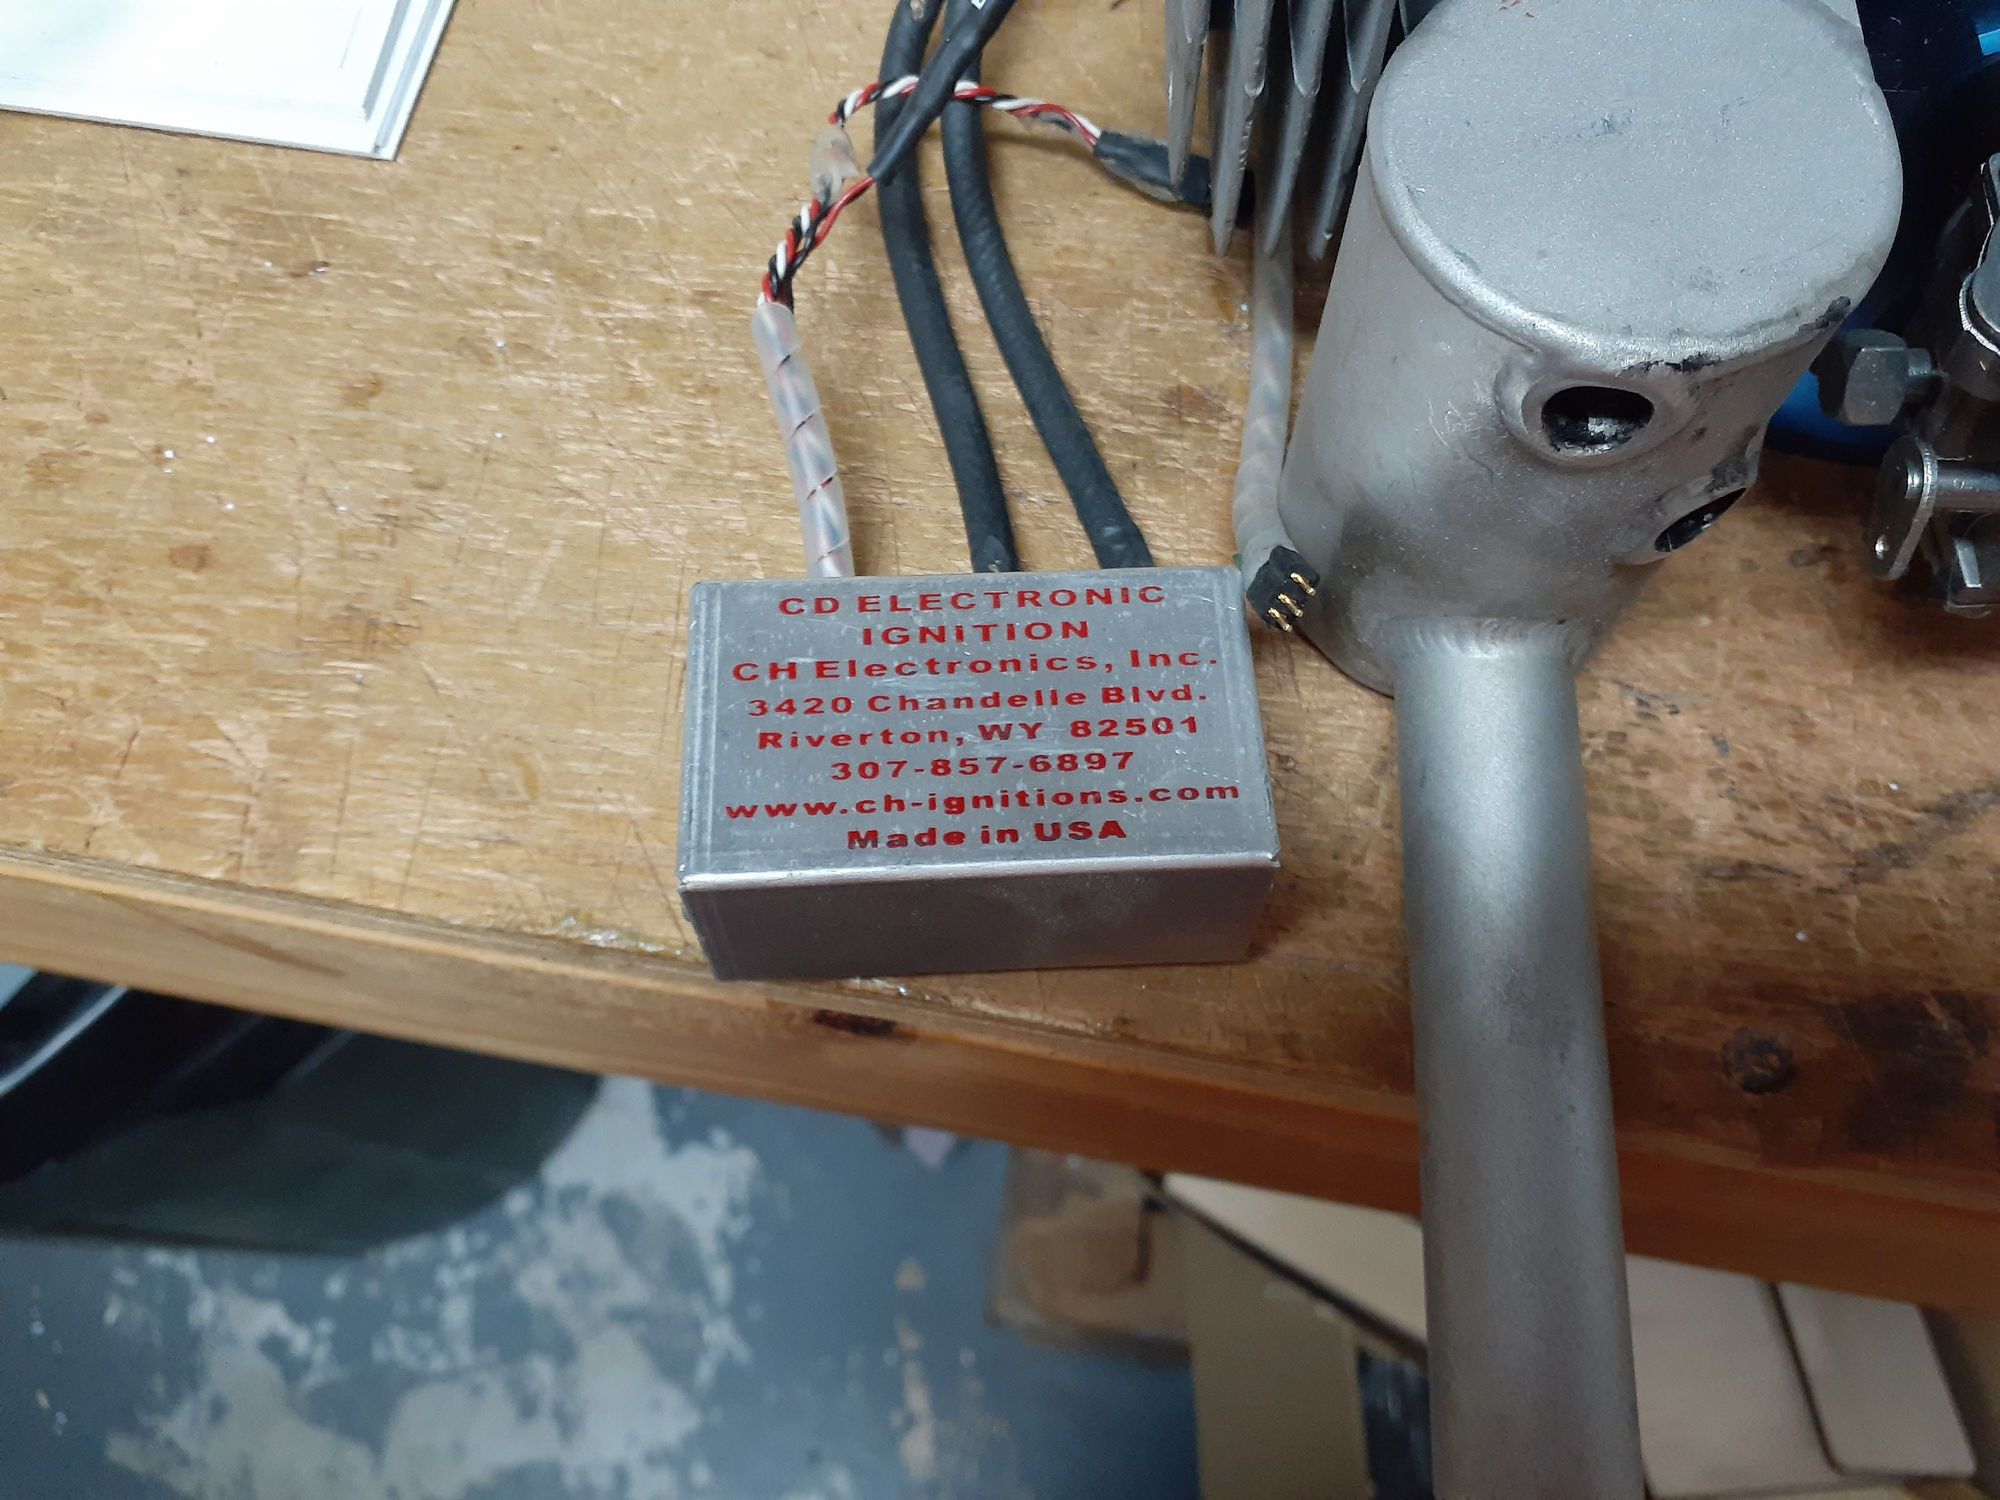 CD ELECTRONIC
IGNITION
CH Electronics, Inc.
3420 Chandelle Blvd.
Riverton, WY 82501
307-857-6897
www.ch-ignitions.com
Made in USA